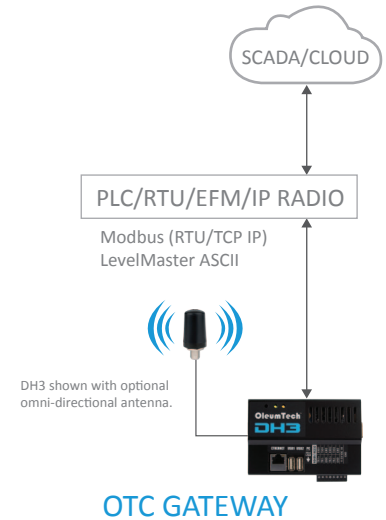 SCADA/CLOUD
PLC/RTU/EFM/IP RADIO
Modbus (RTU/TCP IP)
LevelMaster ASCII
DH3 shown with optional
omni-directional antenna.
OleumTech
DH3
ETHERNET
OTC GATEWAY